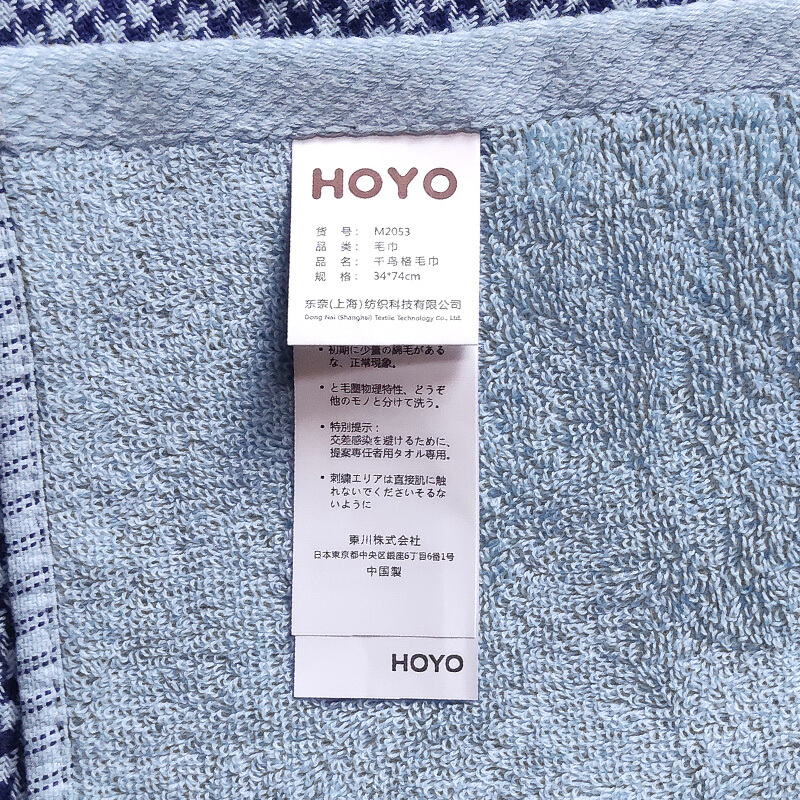 HOYO
货 号: M2053
品 类: 毛巾
品 名: 千鸟格毛巾
规 格: 34*74cm
东奈(上海)纺织科技有限公司
Dong Nai (Shanghai) Textile Technology Co., Ltd.
• 初期に少量の綿毛がある
な、正常現象。
• と毛墨物理特性、どうぞ
他のモノと分けて洗う。
• 特別提示:
交差感染を避けるために、
提案専任者用タオル専用。
• 刺繍エリアは直接肌に触
れないでくださいそるな
いように
東川株式会社
日本東京都中央区銀座6丁目6番1号
中国製
HOYO